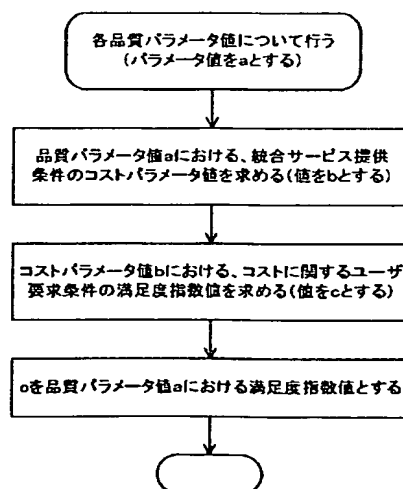 各品質パラメータ値について行う
(パラメータ値をaとする)
品質パラメータ値aにおける、統合サービス提供
条件のコストパラメータ値を求める(値をbとする)
コストパラメータ値bにおける、コストに関するユーザ
要求条件の満足度指数値を求める(値をcとする)
cを品質パラメータ値aにおける満足度指数値とする